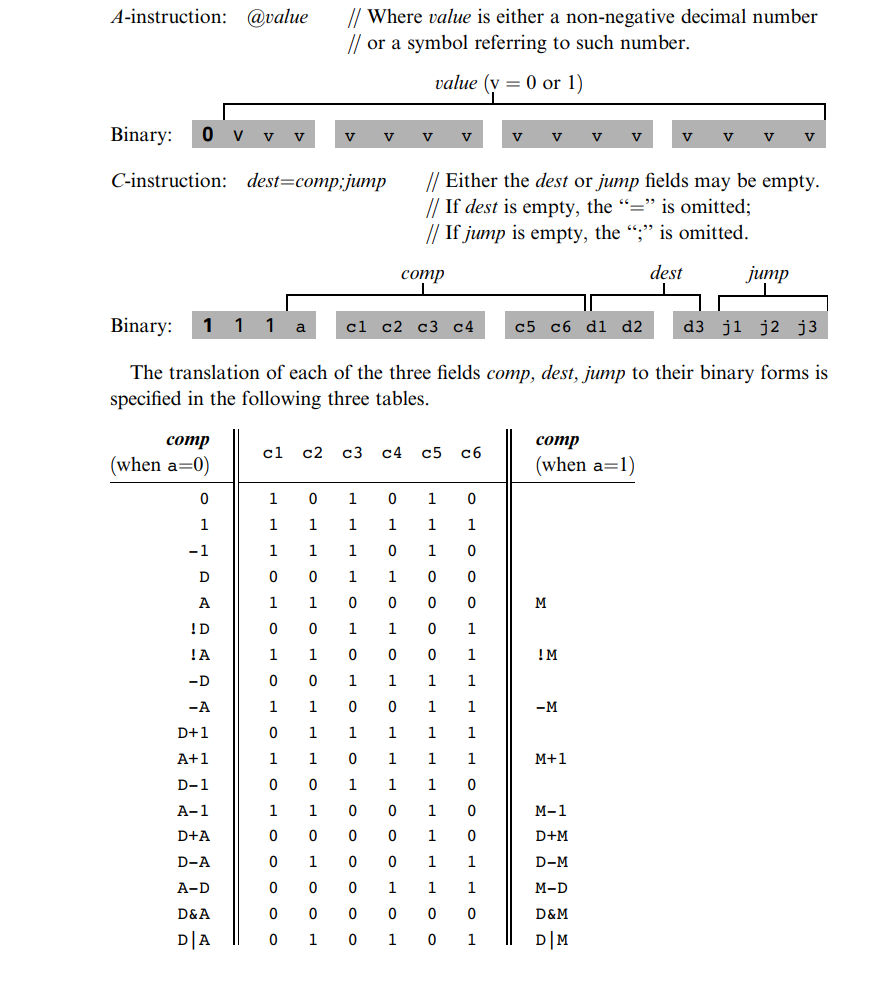 A-instruction: @value // Where value is either a non-negative decimal number
// or a symbol referring to such number.
value (v = 0 or 1)
Binary: 0 v v v v v v v v v v v v v v v
C-instruction: dest=comp;jump // Either the dest or jump fields may be empty.
// If dest is empty, the “=” is omitted;
// If jump is empty, the “;” is omitted.
comp dest jump
Binary: 1 1 1 a c1 c2 c3 c4 c5 c6 d1 d2 d3 j1 j2 j3
The translation of each of the three fields comp, dest, jump to their binary forms is
specified in the following three tables.
comp (when a=0) c1 c2 c3 c4 c5 c6 comp (when a=1)
0 1 0 1 0 1 0
1 1 1 1 1 1 1
−1 1 1 1 0 1 0
D 0 0 1 1 0 0
A 1 1 0 0 0 0 M
!D 0 0 1 1 0 1
!A 1 1 0 0 0 1 !M
−D 0 0 1 1 1 1
−A 1 1 0 0 1 1 −M
D+1 0 1 1 1 1 1
A+1 1 1 0 1 1 1 M+1
D−1 0 0 1 1 1 0
A−1 1 1 0 0 1 0 M−1
D+A 0 0 0 0 1 0 D+M
D−A 0 1 0 0 1 1 D−M
A−D 0 0 0 1 1 1 M−D
D&A 0 0 0 0 0 0 D&M
D|A 0 1 0 1 0 1 D|M